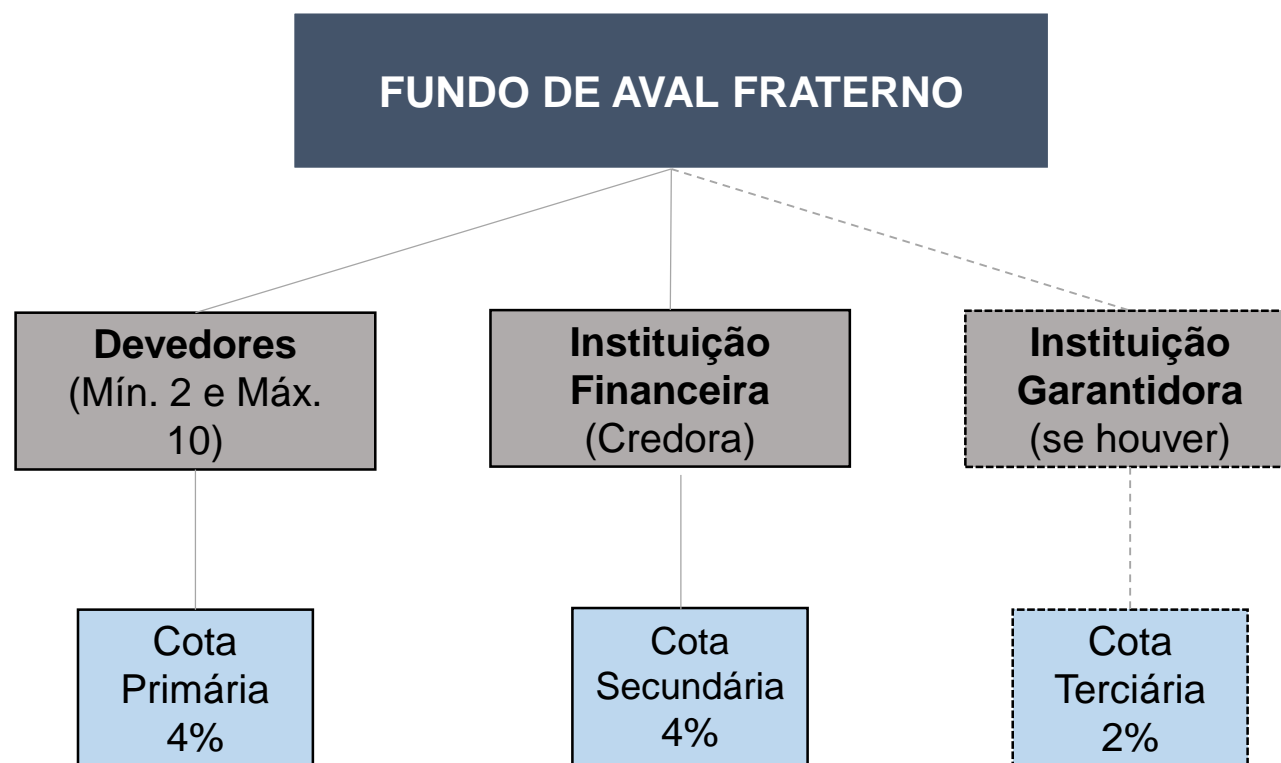 FUNDO DE AVAL FRATERNO
Devedores
(Mín. 2 e Máx.
10)
Instituição
Financeira
(Credora)
Instituição
Garantidora
(se houver)
Cota
Primária
4%
Cota
Secundária
4%
Cota
Terciária
2%